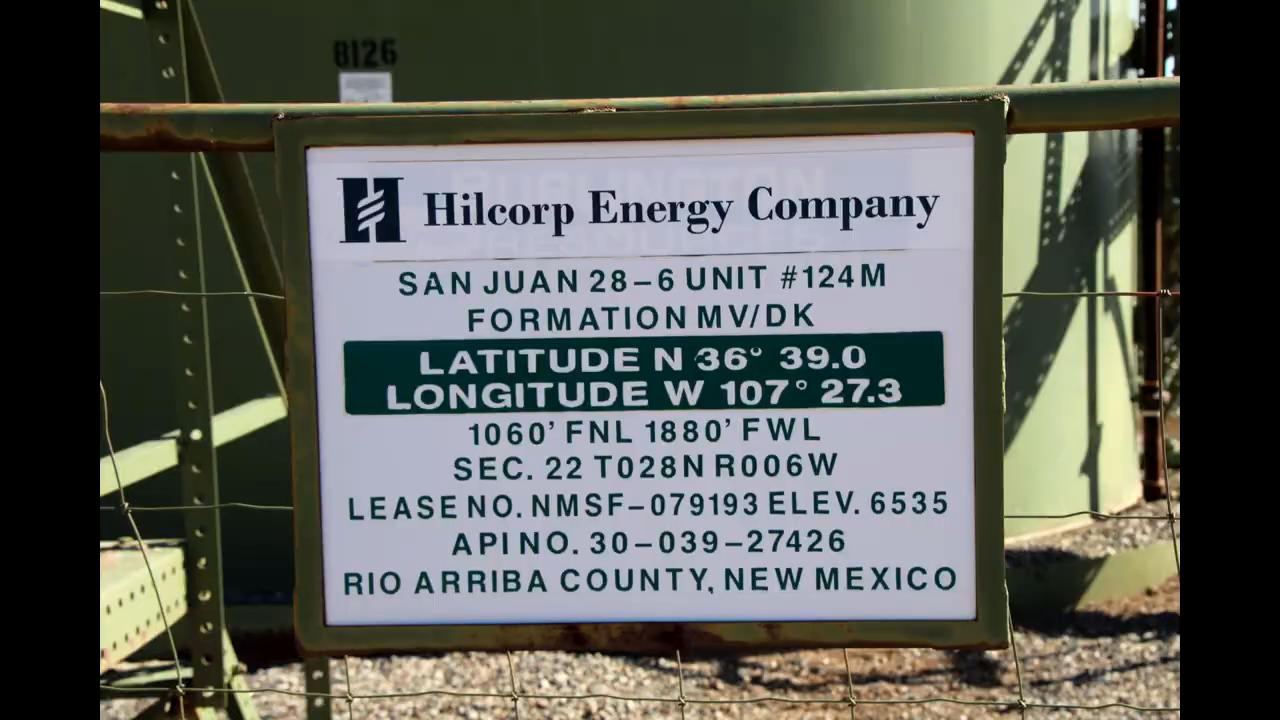 8126
BURLINGTON
RESOURCES
Hilcorp Energy Company
SAN JUAN 28-6 UNIT #124M
FORMATION MV/DK
LATITUDE N 36° 39.0
LONGITUDE W 107° 27.3
1060' FNL 1880' FWL
SEC. 22 T028N R006W
LEASE NO. NMSF-079193 ELEV. 6535
API NO. 30-039-27426
RIO ARRIBA COUNTY, NEW MEXICO